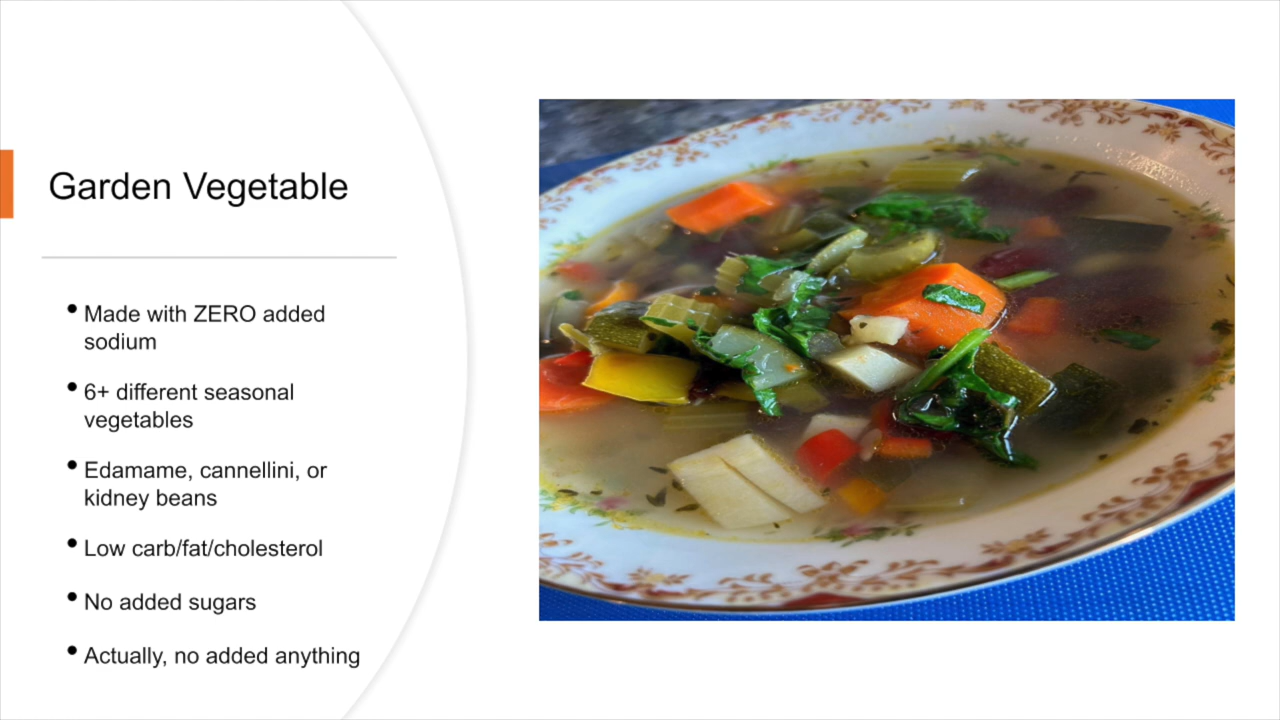 Garden Vegetable
• Made with ZERO added
sodium
• 6+ different seasonal
vegetables
• Edamame, cannellini, or
kidney beans
• Low carb/fat/cholesterol
• No added sugars
• Actually, no added anything